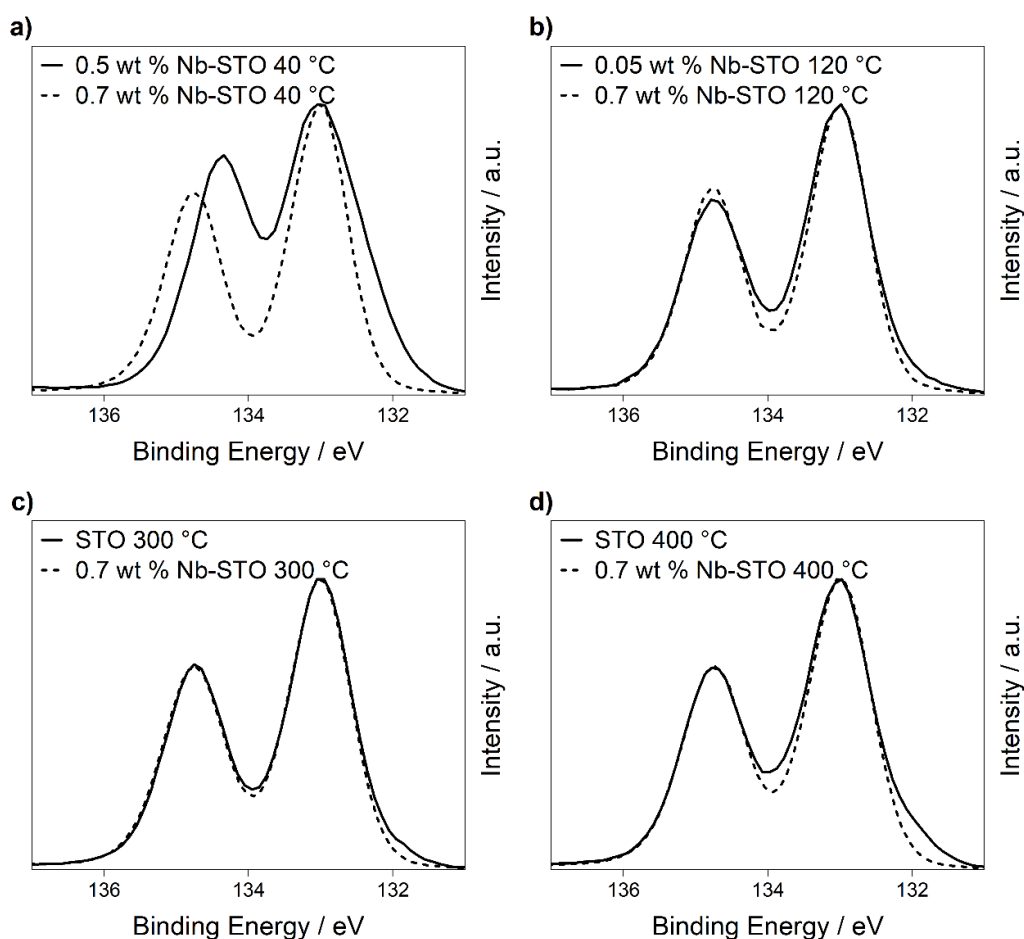 a)
0.5 wt % Nb-STO 40 °C
0.7 wt % Nb-STO 40 °C
Intensity / a.u.
136
134
132
Binding Energy / eV
b)
0.05 wt % Nb-STO 120 °C
0.7 wt % Nb-STO 120 °C
Intensity / a.u.
136
134
132
Binding Energy / eV
c)
STO 300 °C
0.7 wt % Nb-STO 300 °C
Intensity / a.u.
136
134
132
Binding Energy / eV
d)
STO 400 °C
0.7 wt % Nb-STO 400 °C
Intensity / a.u.
136
134
132
Binding Energy / eV